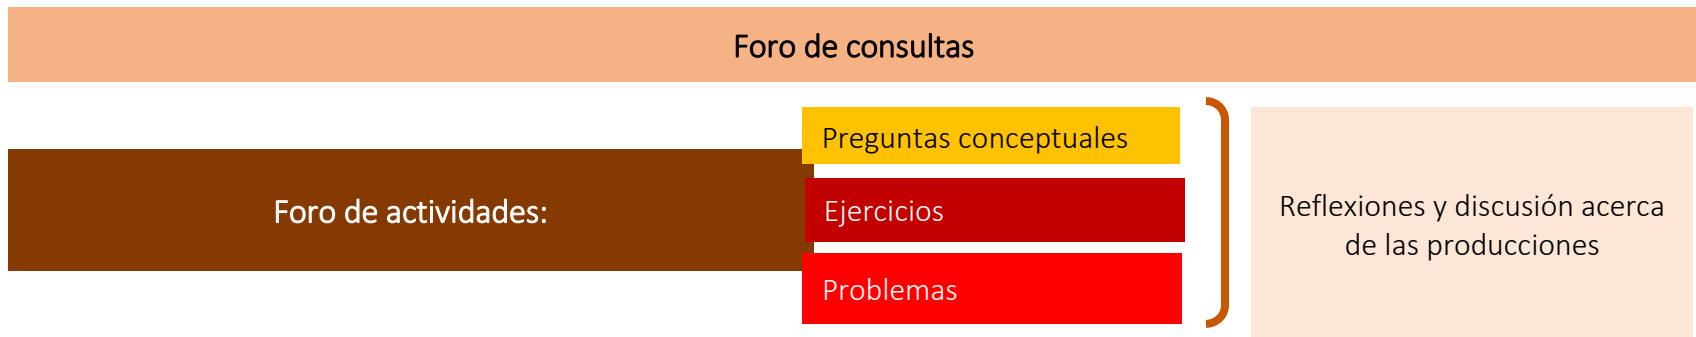 Foro de consultas
Foro de actividades:
Preguntas conceptuales
Ejercicios
Problemas
Reflexiones y discusión acerca
de las producciones